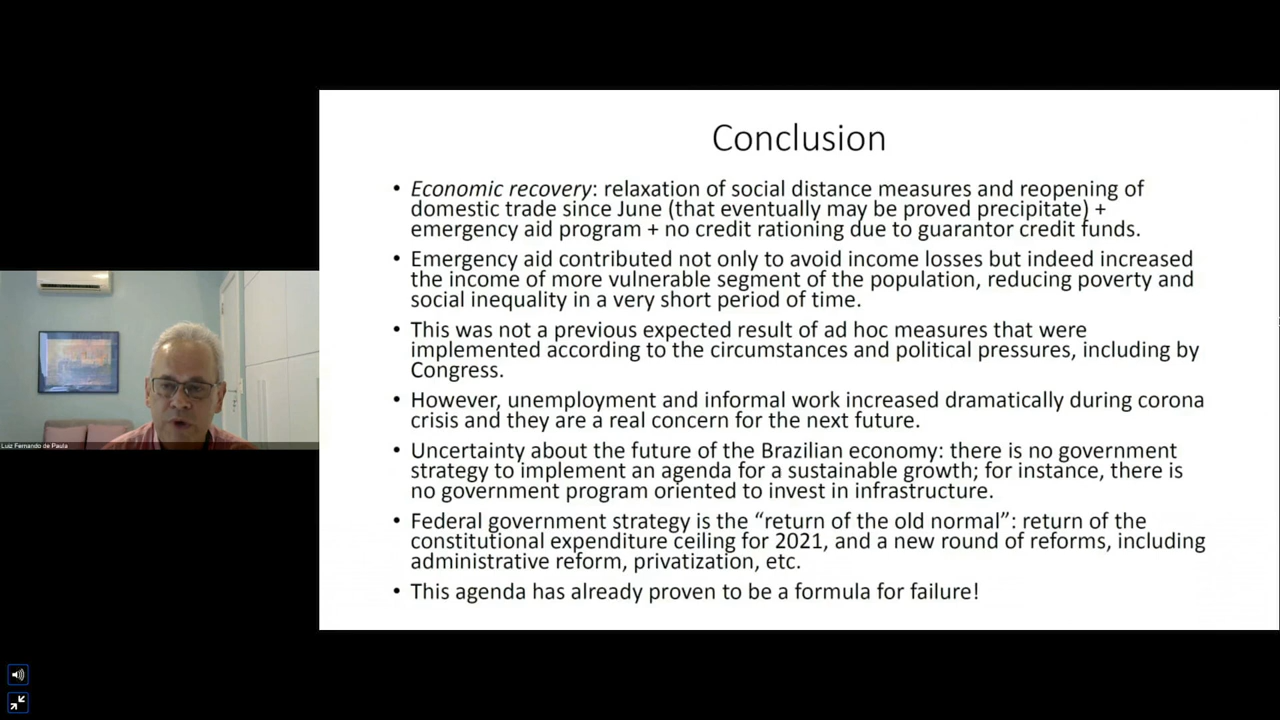 Conclusion
• Economic recovery: relaxation of social distance measures and reopening of
domestic trade since June (that eventually may be proved precipitate) +
emergency aid program + no credit rationing due to guarantor credit funds.
• Emergency aid contributed not only to avoid income losses but indeed increased
the income of more vulnerable segment of the population, reducing poverty and
social inequality in a very short period of time.
• This was not a previous expected result of ad hoc measures that were
implemented according to the circumstances and political pressures, including by
Congress.
• However, unemployment and informal work increased dramatically during corona
crisis and they are a real concern for the next future.
• Uncertainty about the future of the Brazilian economy: there is no government
strategy to implement an agenda for a sustainable growth; for instance, there is
no government program oriented to invest in infrastructure.
• Federal government strategy is the “return of the old normal”: return of the
constitutional expenditure ceiling for 2021, and a new round of reforms, including
administrative reform, privatization, etc.
• This agenda has already proven to be a formula for failure!
Luiz Fernando de Paula